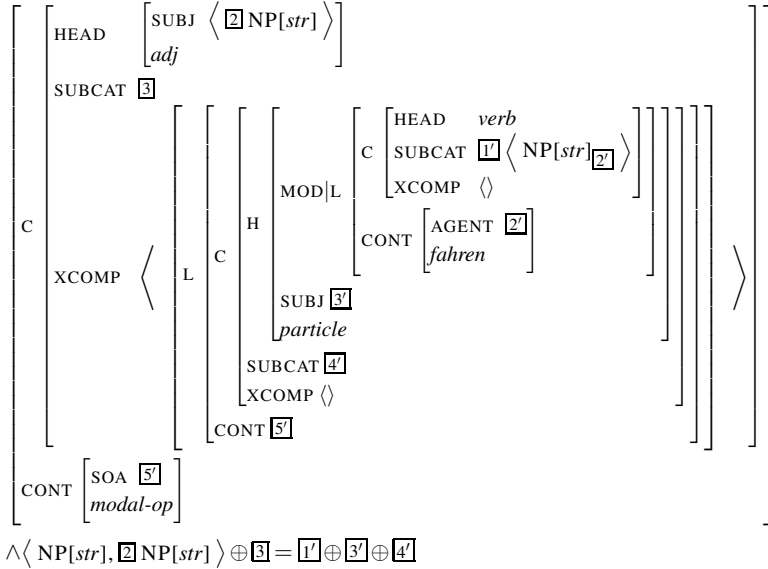 HEAD [SUBJ ⟨ [2] NP[str] ⟩
adj]
SUBCAT [3]
HEAD verb
C SUBCAT [1′] ⟨ NP[str][2′] ⟩
MOD|L
XCOMP ⟨⟩
C H
CONT [AGENT [2′]
C
fahren]
XCOMP ⟨ L
SUBJ [3′]
particle
SUBCAT [4′]
XCOMP ⟨⟩
CONT [5′] ⟩
CONT [SOA [5′]
modal-op]
∧⟨ NP[str], [2] NP[str] ⟩ ⊕ [3] = [1′] ⊕ [3′] ⊕ [4′]